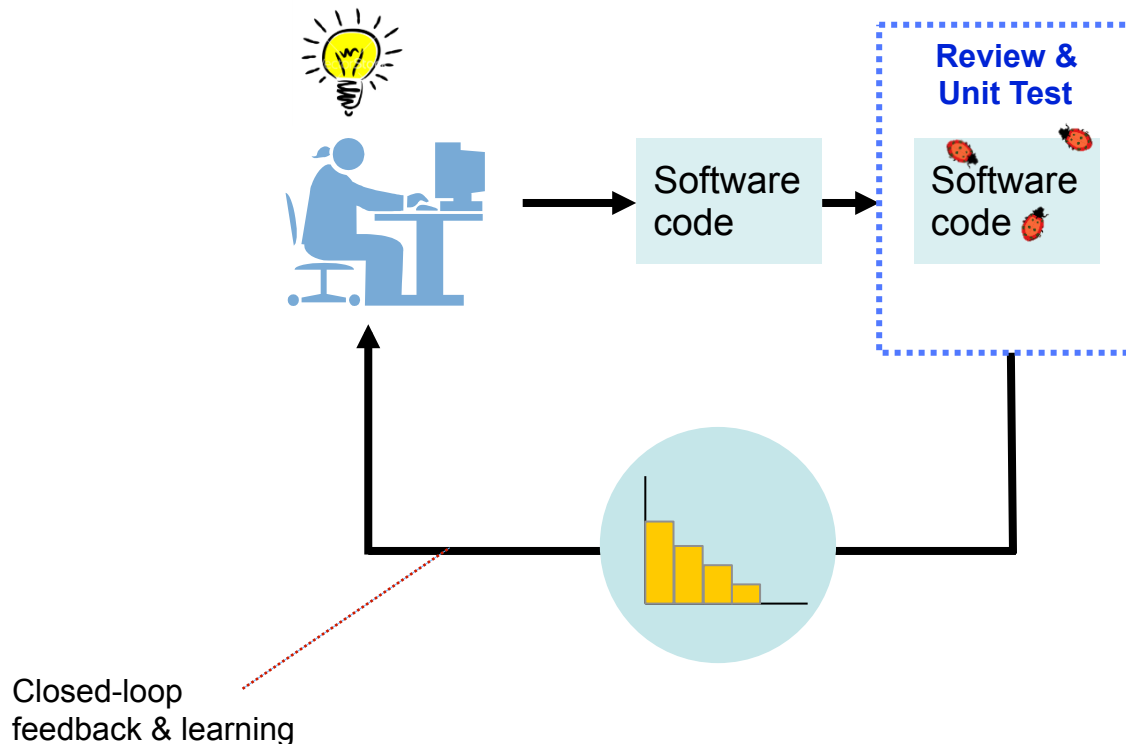 Review &
Unit Test
Software
code
Software
code
Closed-loop
feedback & learning